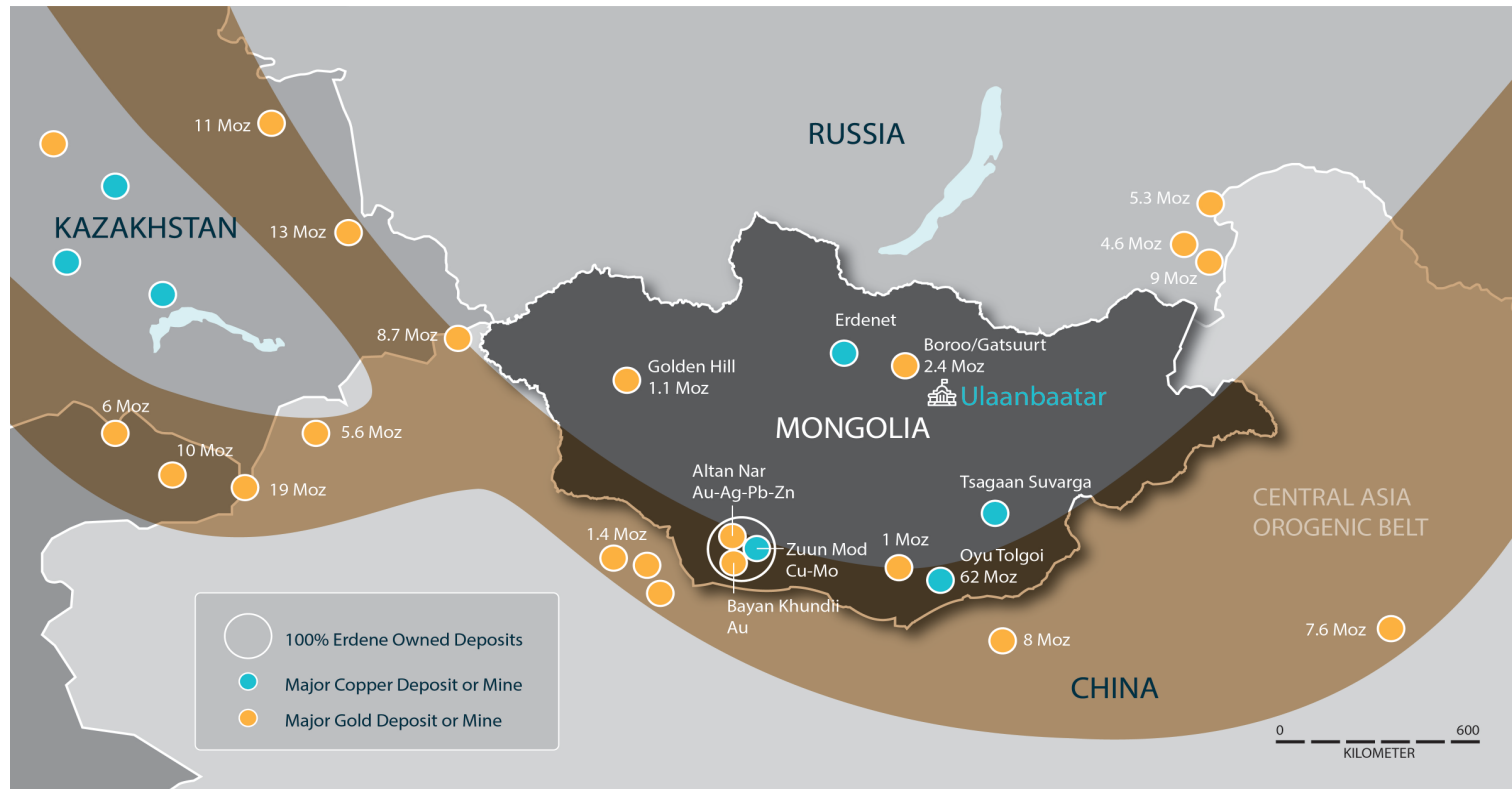 RUSSIA
11 Moz
KAZAKHSTAN
13 Moz
5.3 Moz
4.6 Moz
9 Moz
8.7 Moz
Erdenet
Boroo/Gatsuurt
2.4 Moz
Golden Hill
1.1 Moz
Ulaanbaatar
MONGOLIA
6 Moz
10 Moz
5.6 Moz
19 Moz
Altan Nar
Au-Ag-Pb-Zn
Tsagaan Suvarga
CENTRAL ASIA
OROGENIC BELT
1.4 Moz
Zuun Mod
Cu-Mo
1 Moz
Oyu Tolgoi
62 Moz
Bayan Khundii
Au
8 Moz
7.6 Moz
CHINA
100% Erdene Owned Deposits
Major Copper Deposit or Mine
Major Gold Deposit or Mine
0 600
KILOMETER